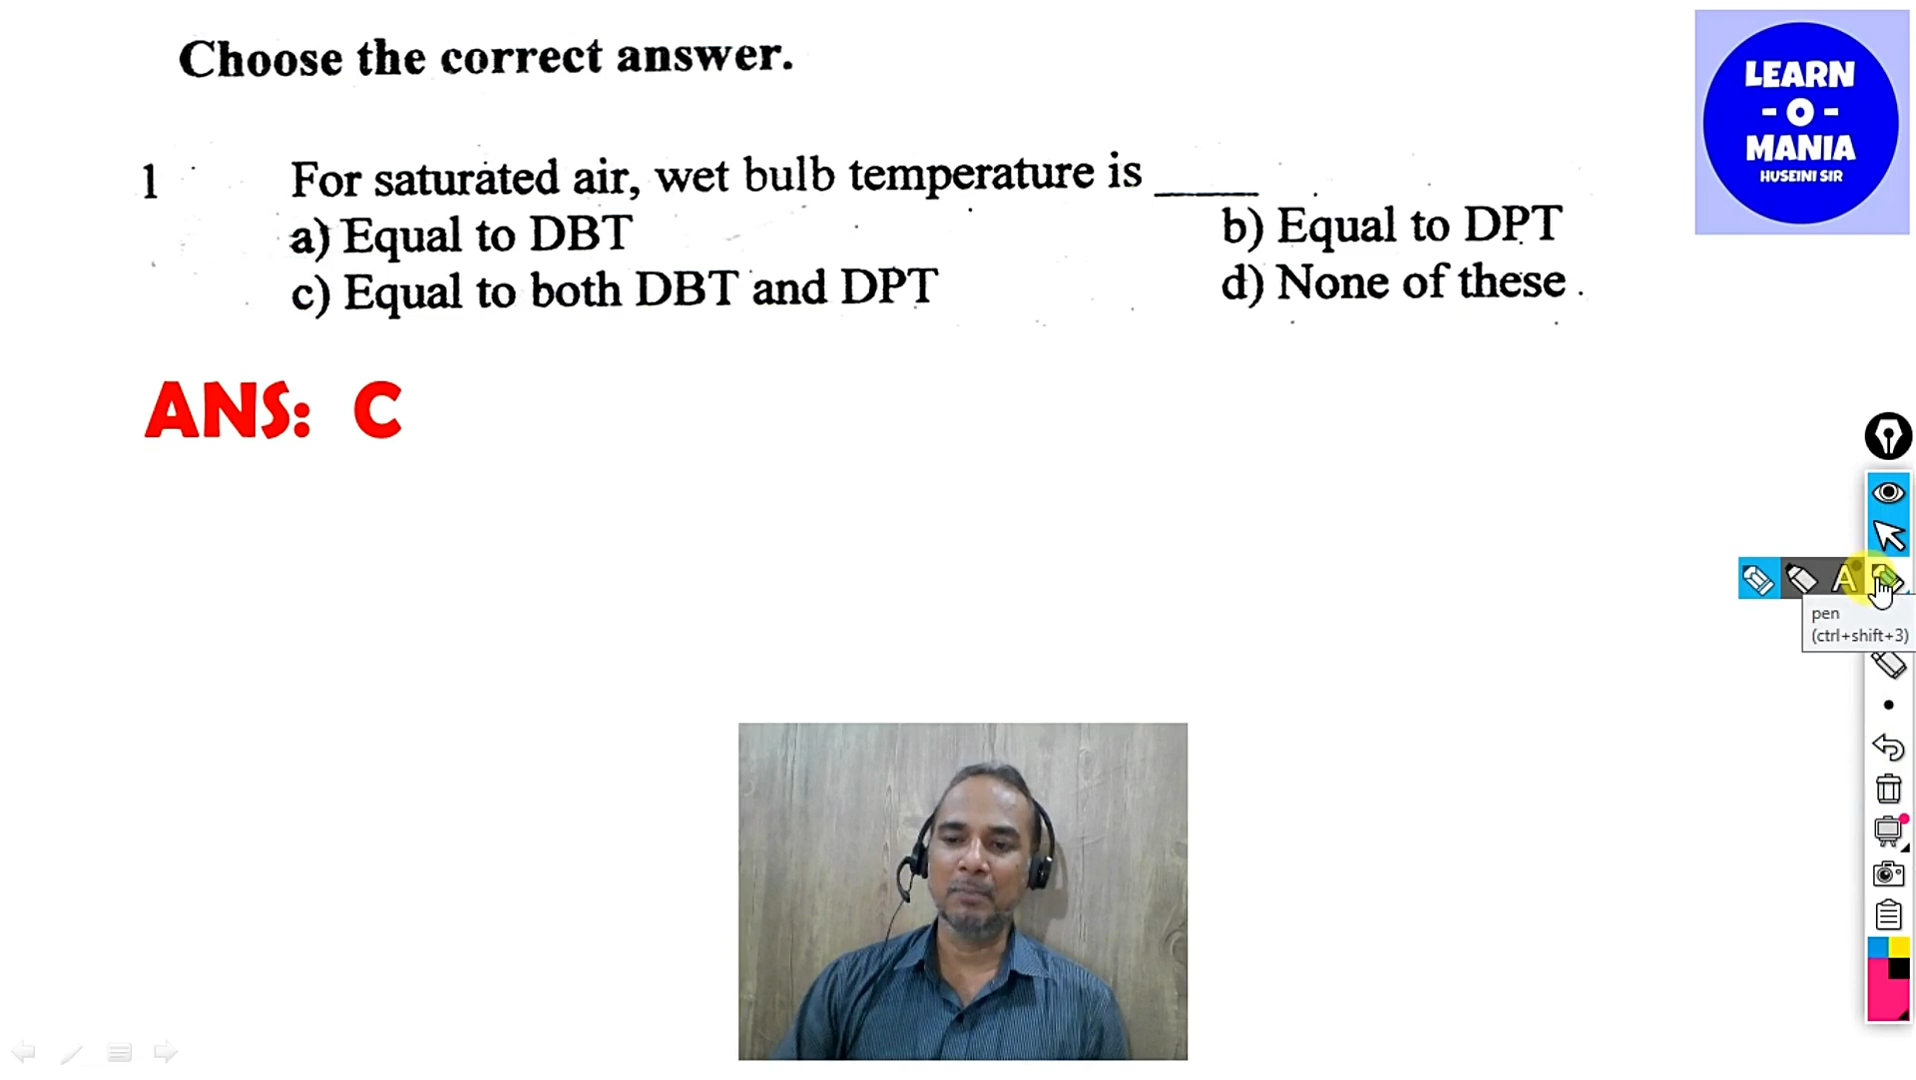 Choose the correct answer.
LEARN
- O -
MANIA
HUSEINI SIR
1 For saturated air, wet bulb temperature is _____
a) Equal to DBT b) Equal to DPT
c) Equal to both DBT and DPT d) None of these .
ANS: C
A
pen
(ctrl+shift+3)